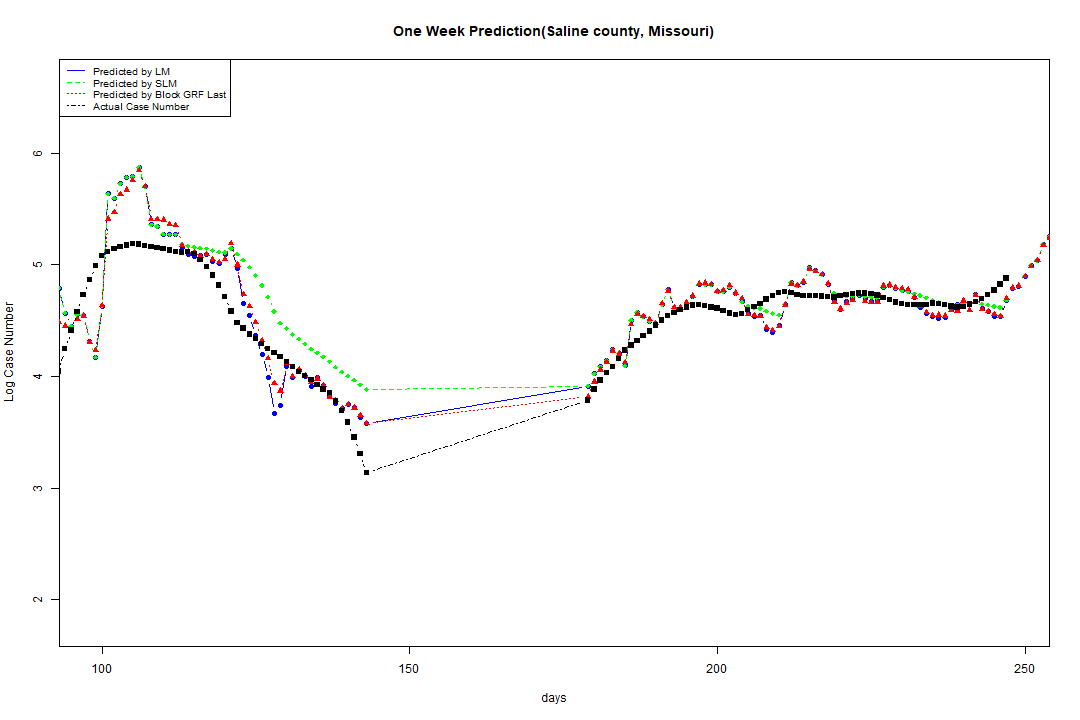 One Week Prediction(Saline county, Missouri)
Predicted by LM
Predicted by SLM
Predicted by Block GRF Last
Actual Case Number
6
5
4
3
2
Log Case Number
100 150 200 250
days